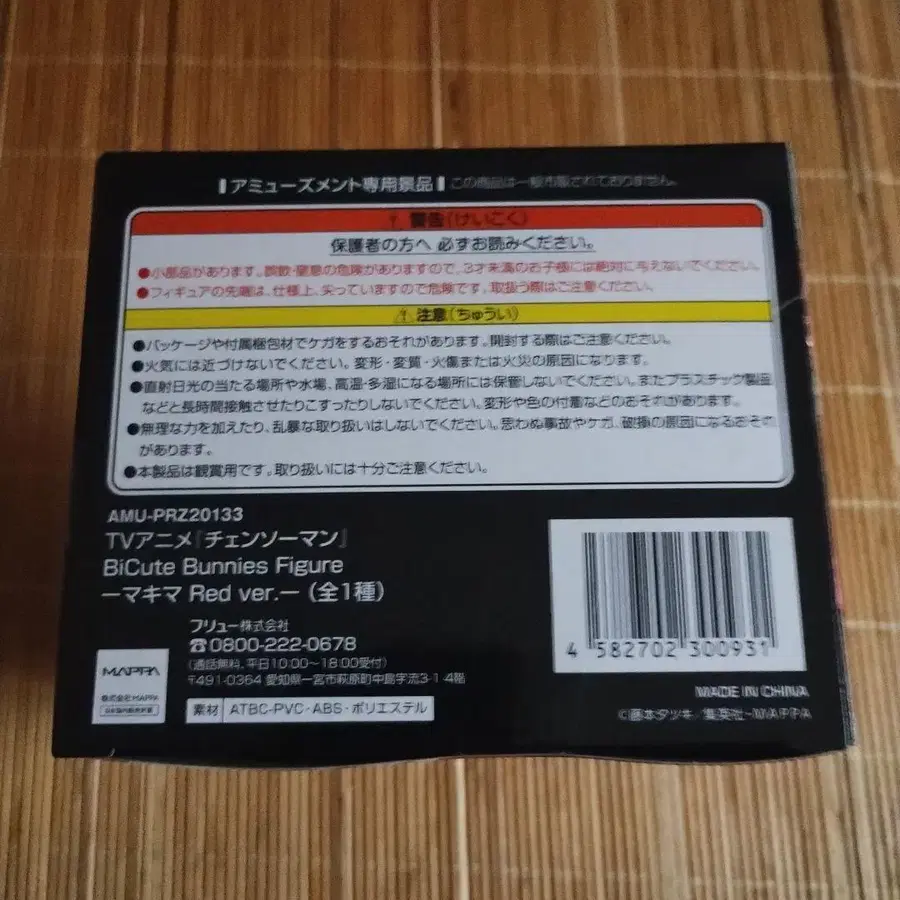 アミューズメント専用景品 この商品は一般市販されておりません。
警告(けいこく)
保護者の方へ 必ずお読みください。
●小部品があります。誤飲・窒息の危険がありますので、3才未満のお子様には絶対に与えないでください。
●フィギュアの先端は、仕様上、尖っていますので危険です。取扱う際はご注意ください。
注意(ちゅうい)
●パッケージや付属梱包材でケガをするおそれがあります。開封する際はご注意ください。
●火気には近づけないでください。変形・変質・火傷または火災の原因になります。
●直射日光の当たる場所や水場、高温・多湿になる場所には保管しないでください。またプラスチック製品
などと長時間接触させたりこすったりしないでください。変形や色の付着などのおそれがあります。
●無理な力を加えたり、乱暴な取り扱いはしないでください。思わぬ事故やケガ、破損の原因になるおそれ
があります。
●本製品は観賞用です。取り扱いには十分ご注意ください。
AMU-PRZ20133
TVアニメ『チェンソーマン』
BiCute Bunnies Figure
ーマキマ Red ver.ー(全1種)
フリュー株式会社
☎0800-222-0678
(通話無料、平日10:00~18:00受付)
〒491-0364 愛知県一宮市萩原町中島字流3-1 4階
MAPPA
株式会社MAPPA
日本国内販売許諾
素材 ATBC-PVC・ABS・ポリエステル
4 582702 300931
MADE IN CHINA
©藤本タツキ/集英社・MAPPA